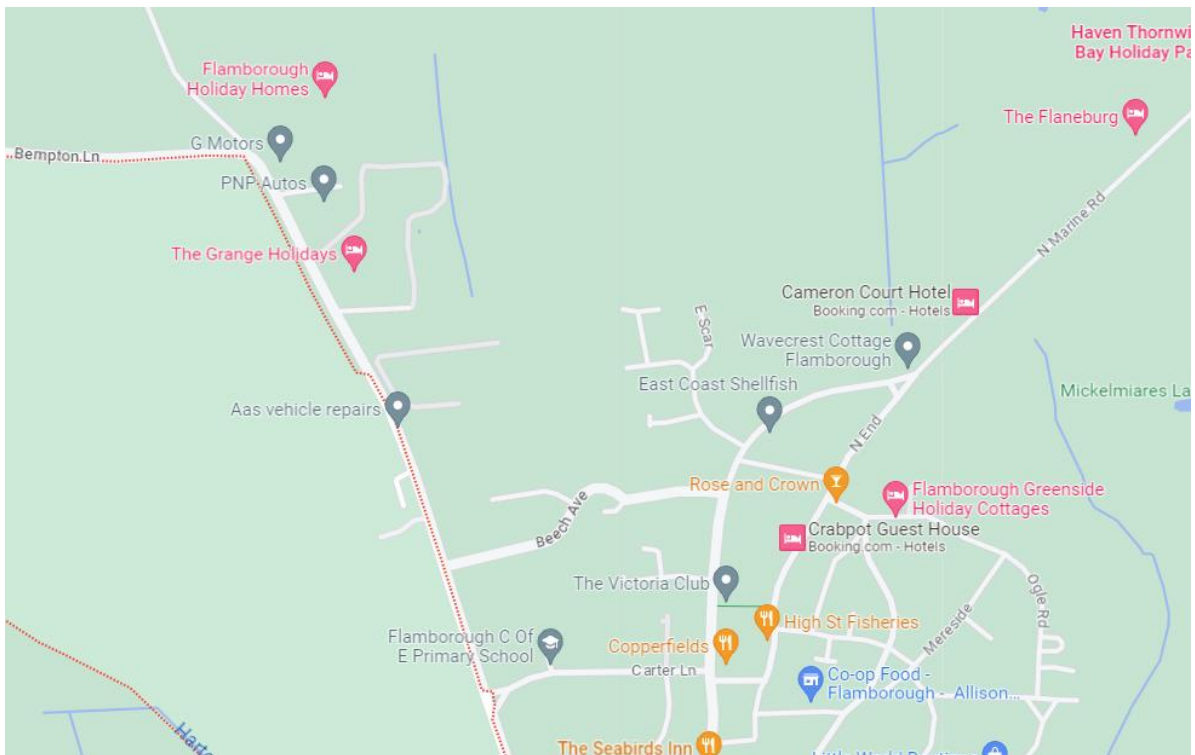 Haven Thornwi
Bay Holiday Pa
Flamborough
Holiday Homes
The Flaneburg
G Motors
Bempton Ln
PNP Autos
N Marine Rd
The Grange Holidays
Cameron Court Hotel
Booking.com - Hotels
E Scar
Wavecrest Cottage
Flamborough
East Coast Shellfish
Mickelmiares La
Aas vehicle repairs
N End
Rose and Crown
Flamborough Greenside
Holiday Cottages
Beech Ave
Crabpot Guest House
Booking.com - Hotels
The Victoria Club
Ogle Rd
High St Fisheries
Mereside
Flamborough C Of
E Primary School
Copperfields
Carter Ln
Co-op Food -
Flamborough - Allison...
Harto
The Seabirds Inn